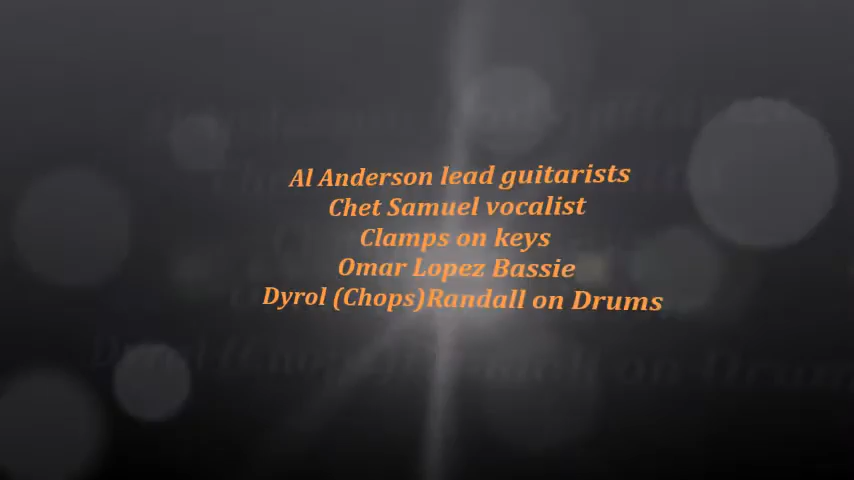 Al Anderson lead guitarists
Chet Samuel vocalist
Clamps on keys
Omar Lopez Bassie
Dyrol (Chops)Randall on Drums